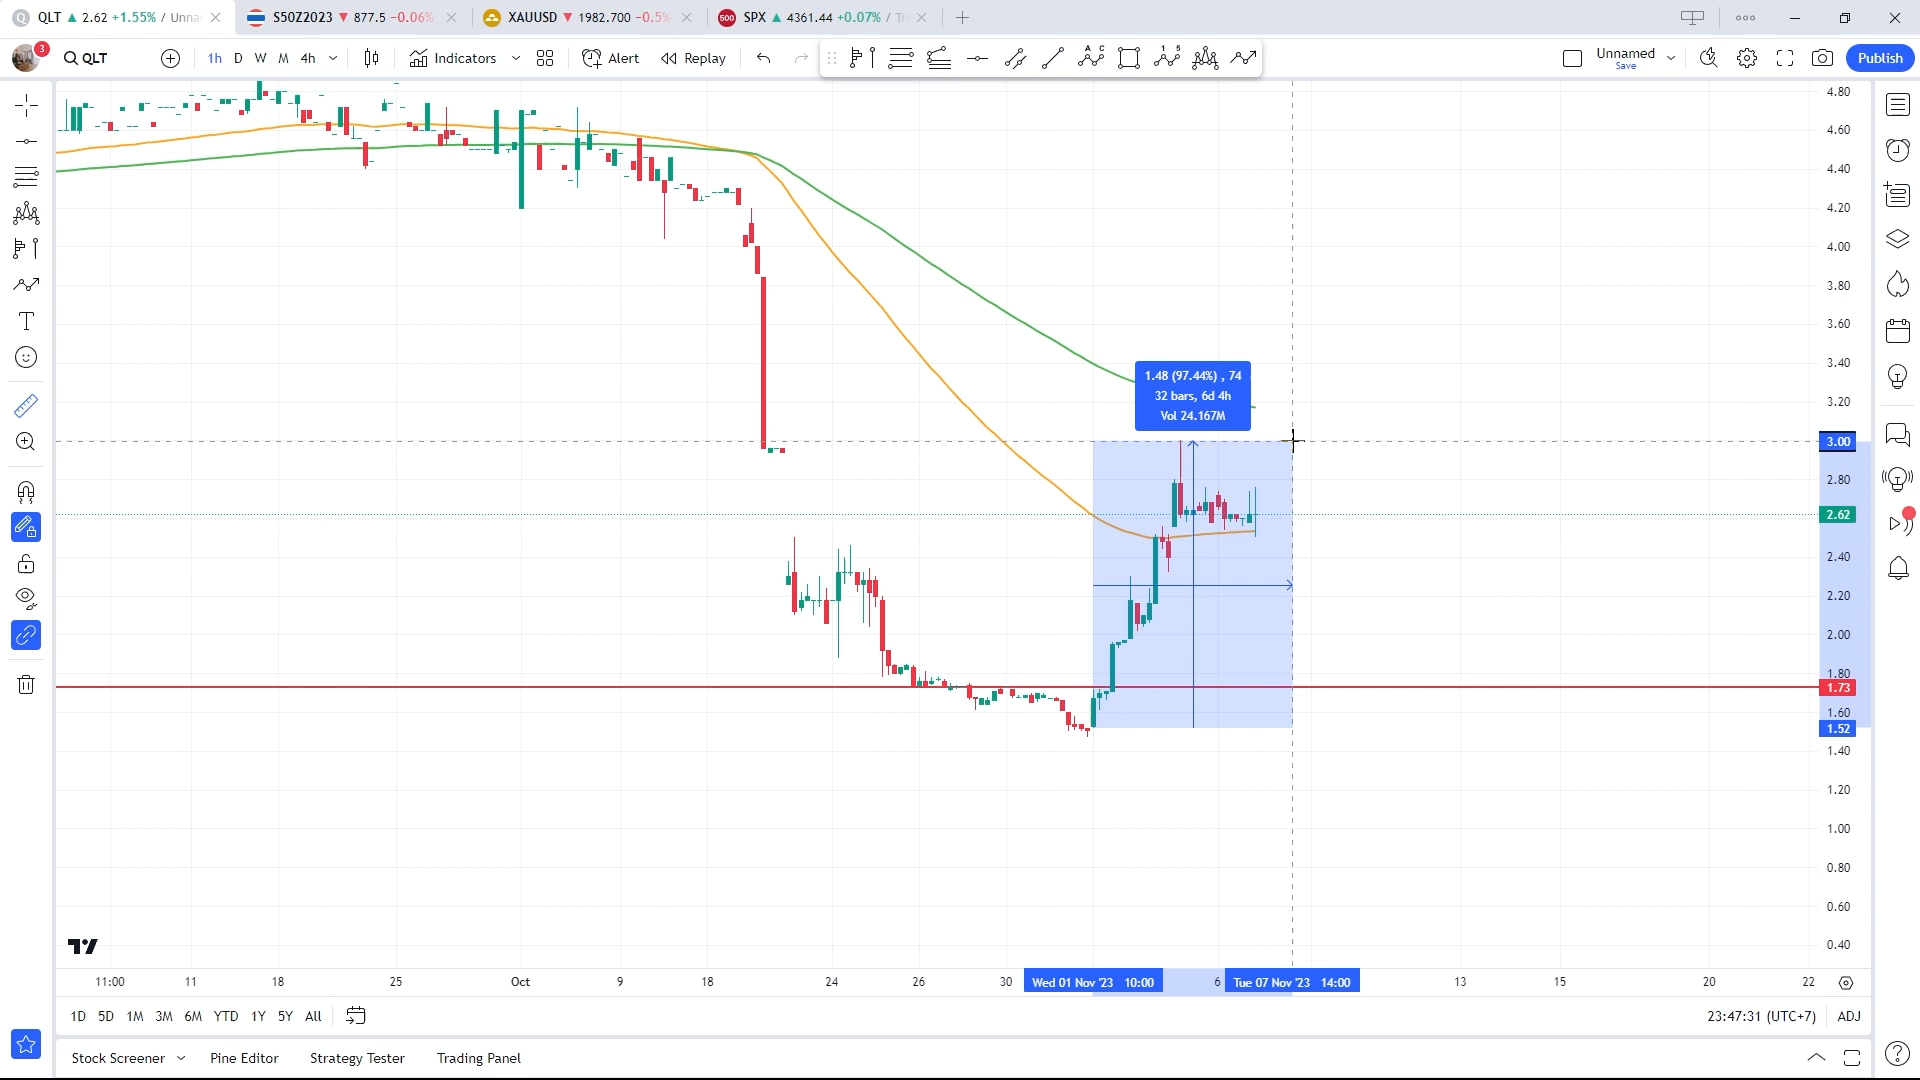 QLT ▲ 2.62 +1.55% / Unna
S50Z2023 ▼ 877.5 −0.06%
XAUUSD ▼ 1982.700 −0.5%
500 SPX ▲ 4361.44 +0.07% / Tr
3
QLT
1h D W M 4h
Indicators
Alert
Replay
Unnamed
Save
Publish
4.80
4.60
4.40
4.20
4.00
3.80
3.60
3.40
3.20
3.00
2.80
2.62
2.40
2.20
2.00
1.80
1.73
1.60
1.52
1.40
1.20
1.00
0.80
0.60
0.40
1.48 (97.44%) , 74
32 bars, 6d 4h
Vol 24.167M
11:00 11 18 25 Oct 9 18 24 26 30 Wed 01 Nov '23 10:00 6 Tue 07 Nov '23 14:00 13 15 20 22
1D 5D 1M 3M 6M YTD 1Y 5Y All
23:47:31 (UTC+7) ADJ
Stock Screener
Pine Editor
Strategy Tester
Trading Panel